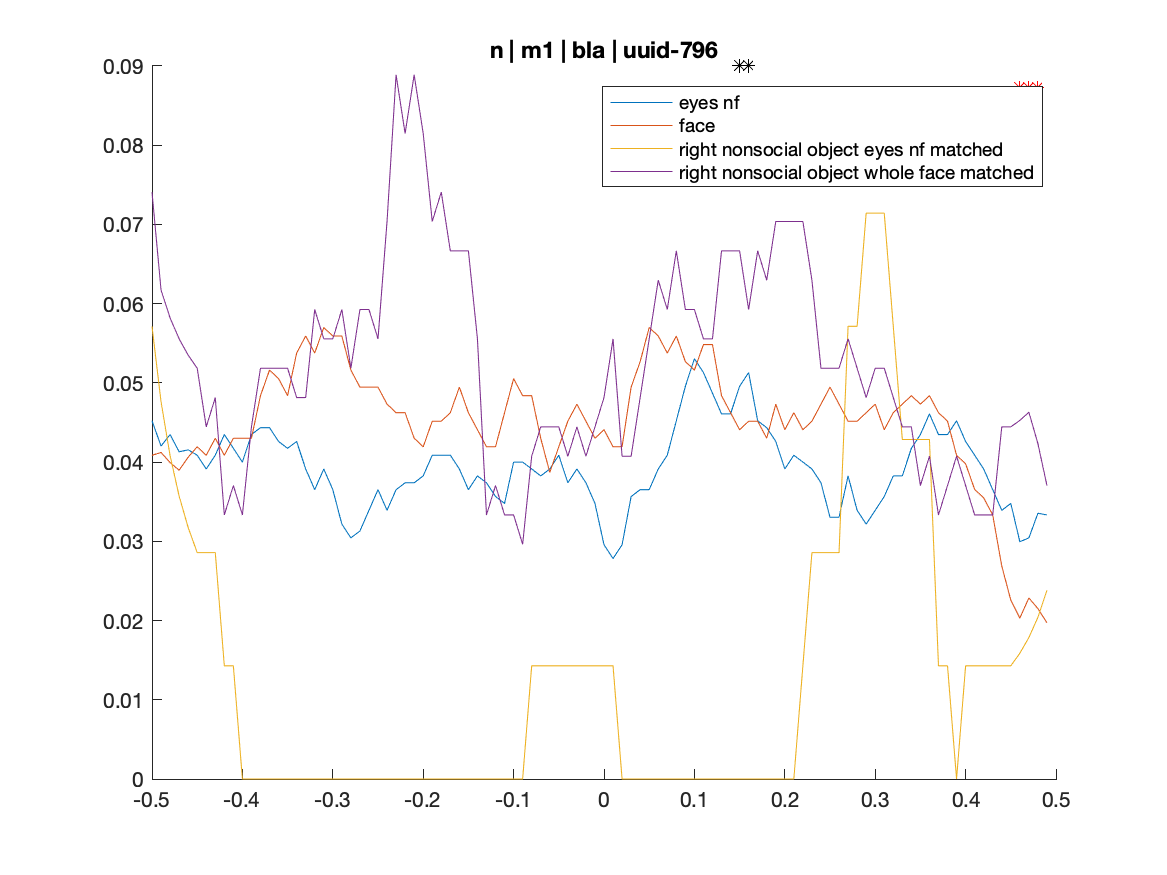 n | m1 | bla | uuid-796
0.09
0.08
0.07
0.06
0.05
0.04
0.03
0.02
0.01
0
eyes nf
face
right nonsocial object eyes nf matched
right nonsocial object whole face matched
-0.5 -0.4 -0.3 -0.2 -0.1 0 0.1 0.2 0.3 0.4 0.5